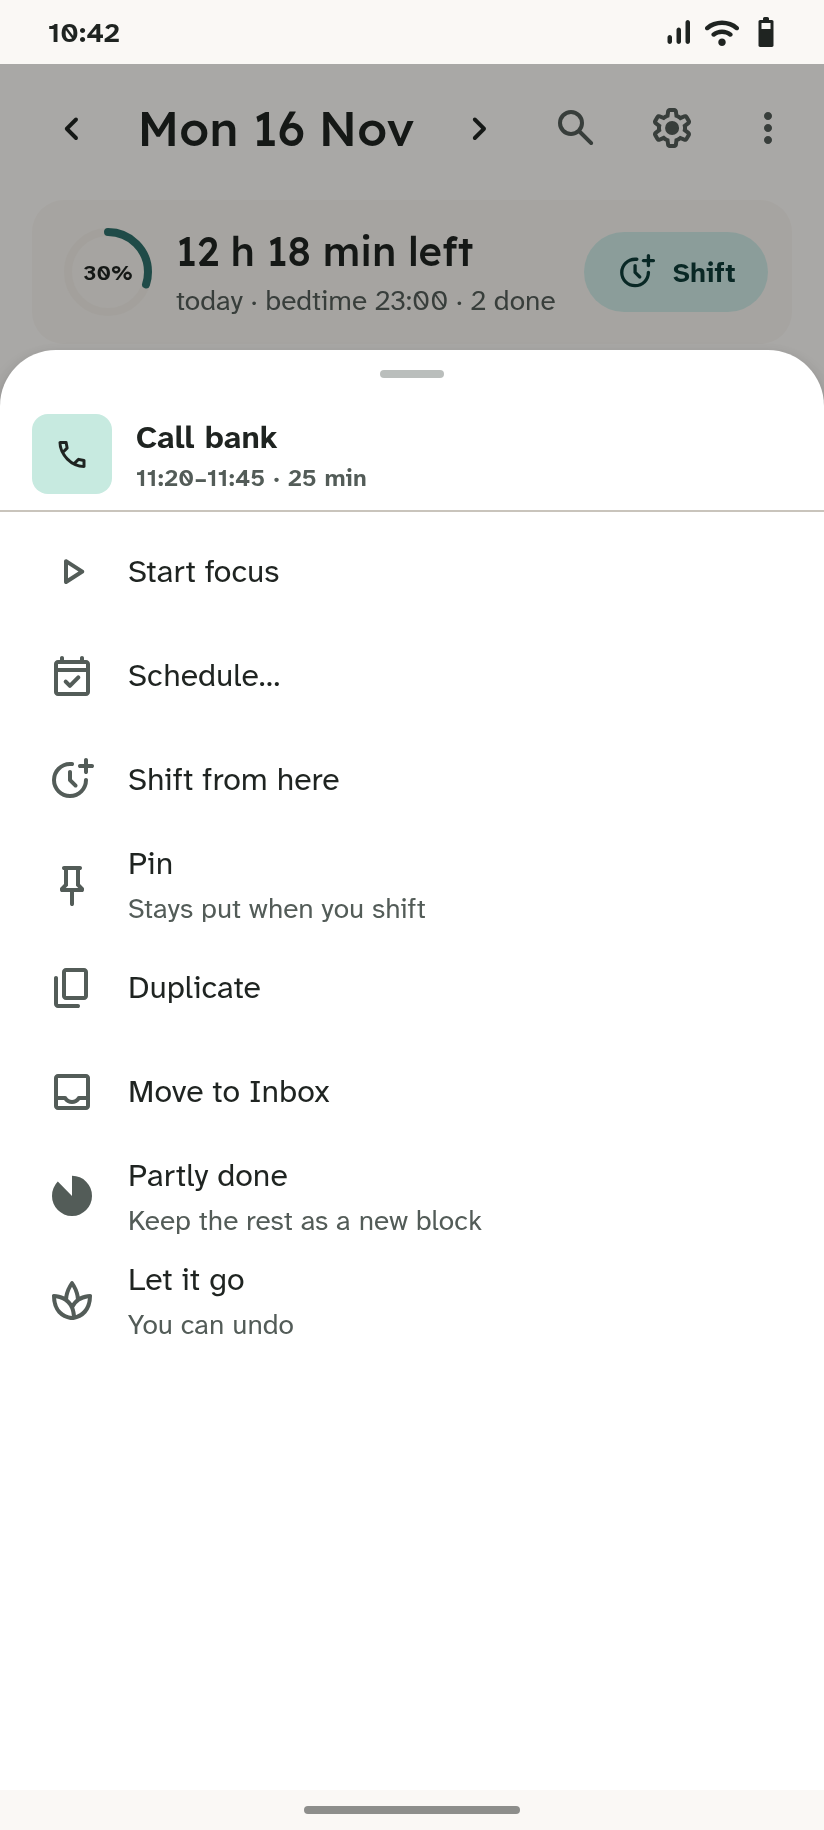 10:42
Mon 16 Nov
30%
12 h 18 min left
today · bedtime 23:00 · 2 done
Shift
Call bank
11:20–11:45 · 25 min
Start focus
Schedule...
Shift from here
Pin
Stays put when you shift
Duplicate
Move to Inbox
Partly done
Keep the rest as a new block
Let it go
You can undo